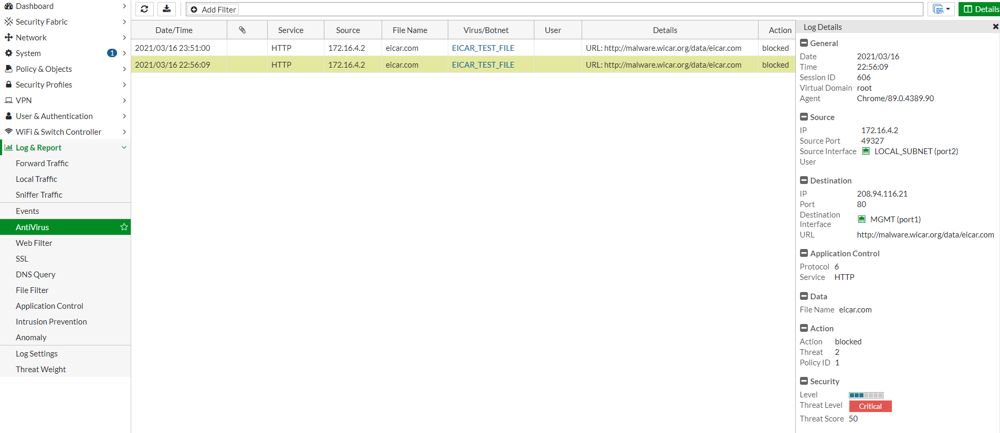 Dashboard
Security Fabric
Network
System 1
Policy & Objects
Security Profiles
VPN
User & Authentication
WiFi & Switch Controller
Log & Report
Forward Traffic
Local Traffic
Sniffer Traffic
Events
AntiVirus
Web Filter
SSL
DNS Query
File Filter
Application Control
Intrusion Prevention
Anomaly
Log Settings
Threat Weight
Add Filter
Details
Date/Time Service Source File Name Virus/Botnet User Details Action
2021/03/16 23:51:00 HTTP 172.16.4.2 eicar.com EICAR_TEST_FILE URL: http://malware.wicar.org/data/eicar.com blocked
2021/03/16 22:56:09 HTTP 172.16.4.2 eicar.com EICAR_TEST_FILE URL: http://malware.wicar.org/data/eicar.com blocked
Log Details
General
Date 2021/03/16
Time 22:56:09
Session ID 606
Virtual Domain root
Agent Chrome/89.0.4389.90
Source
IP 172.16.4.2
Source Port 49327
Source Interface LOCAL_SUBNET (port2)
User
Destination
IP 208.94.116.21
Port 80
Destination
Interface MGMT (port1)
URL http://malware.wicar.org/data/eicar.com
Application Control
Protocol 6
Service HTTP
Data
File Name eicar.com
Action
Action blocked
Threat 2
Policy ID 1
Security
Level
Threat Level Critical
Threat Score 50